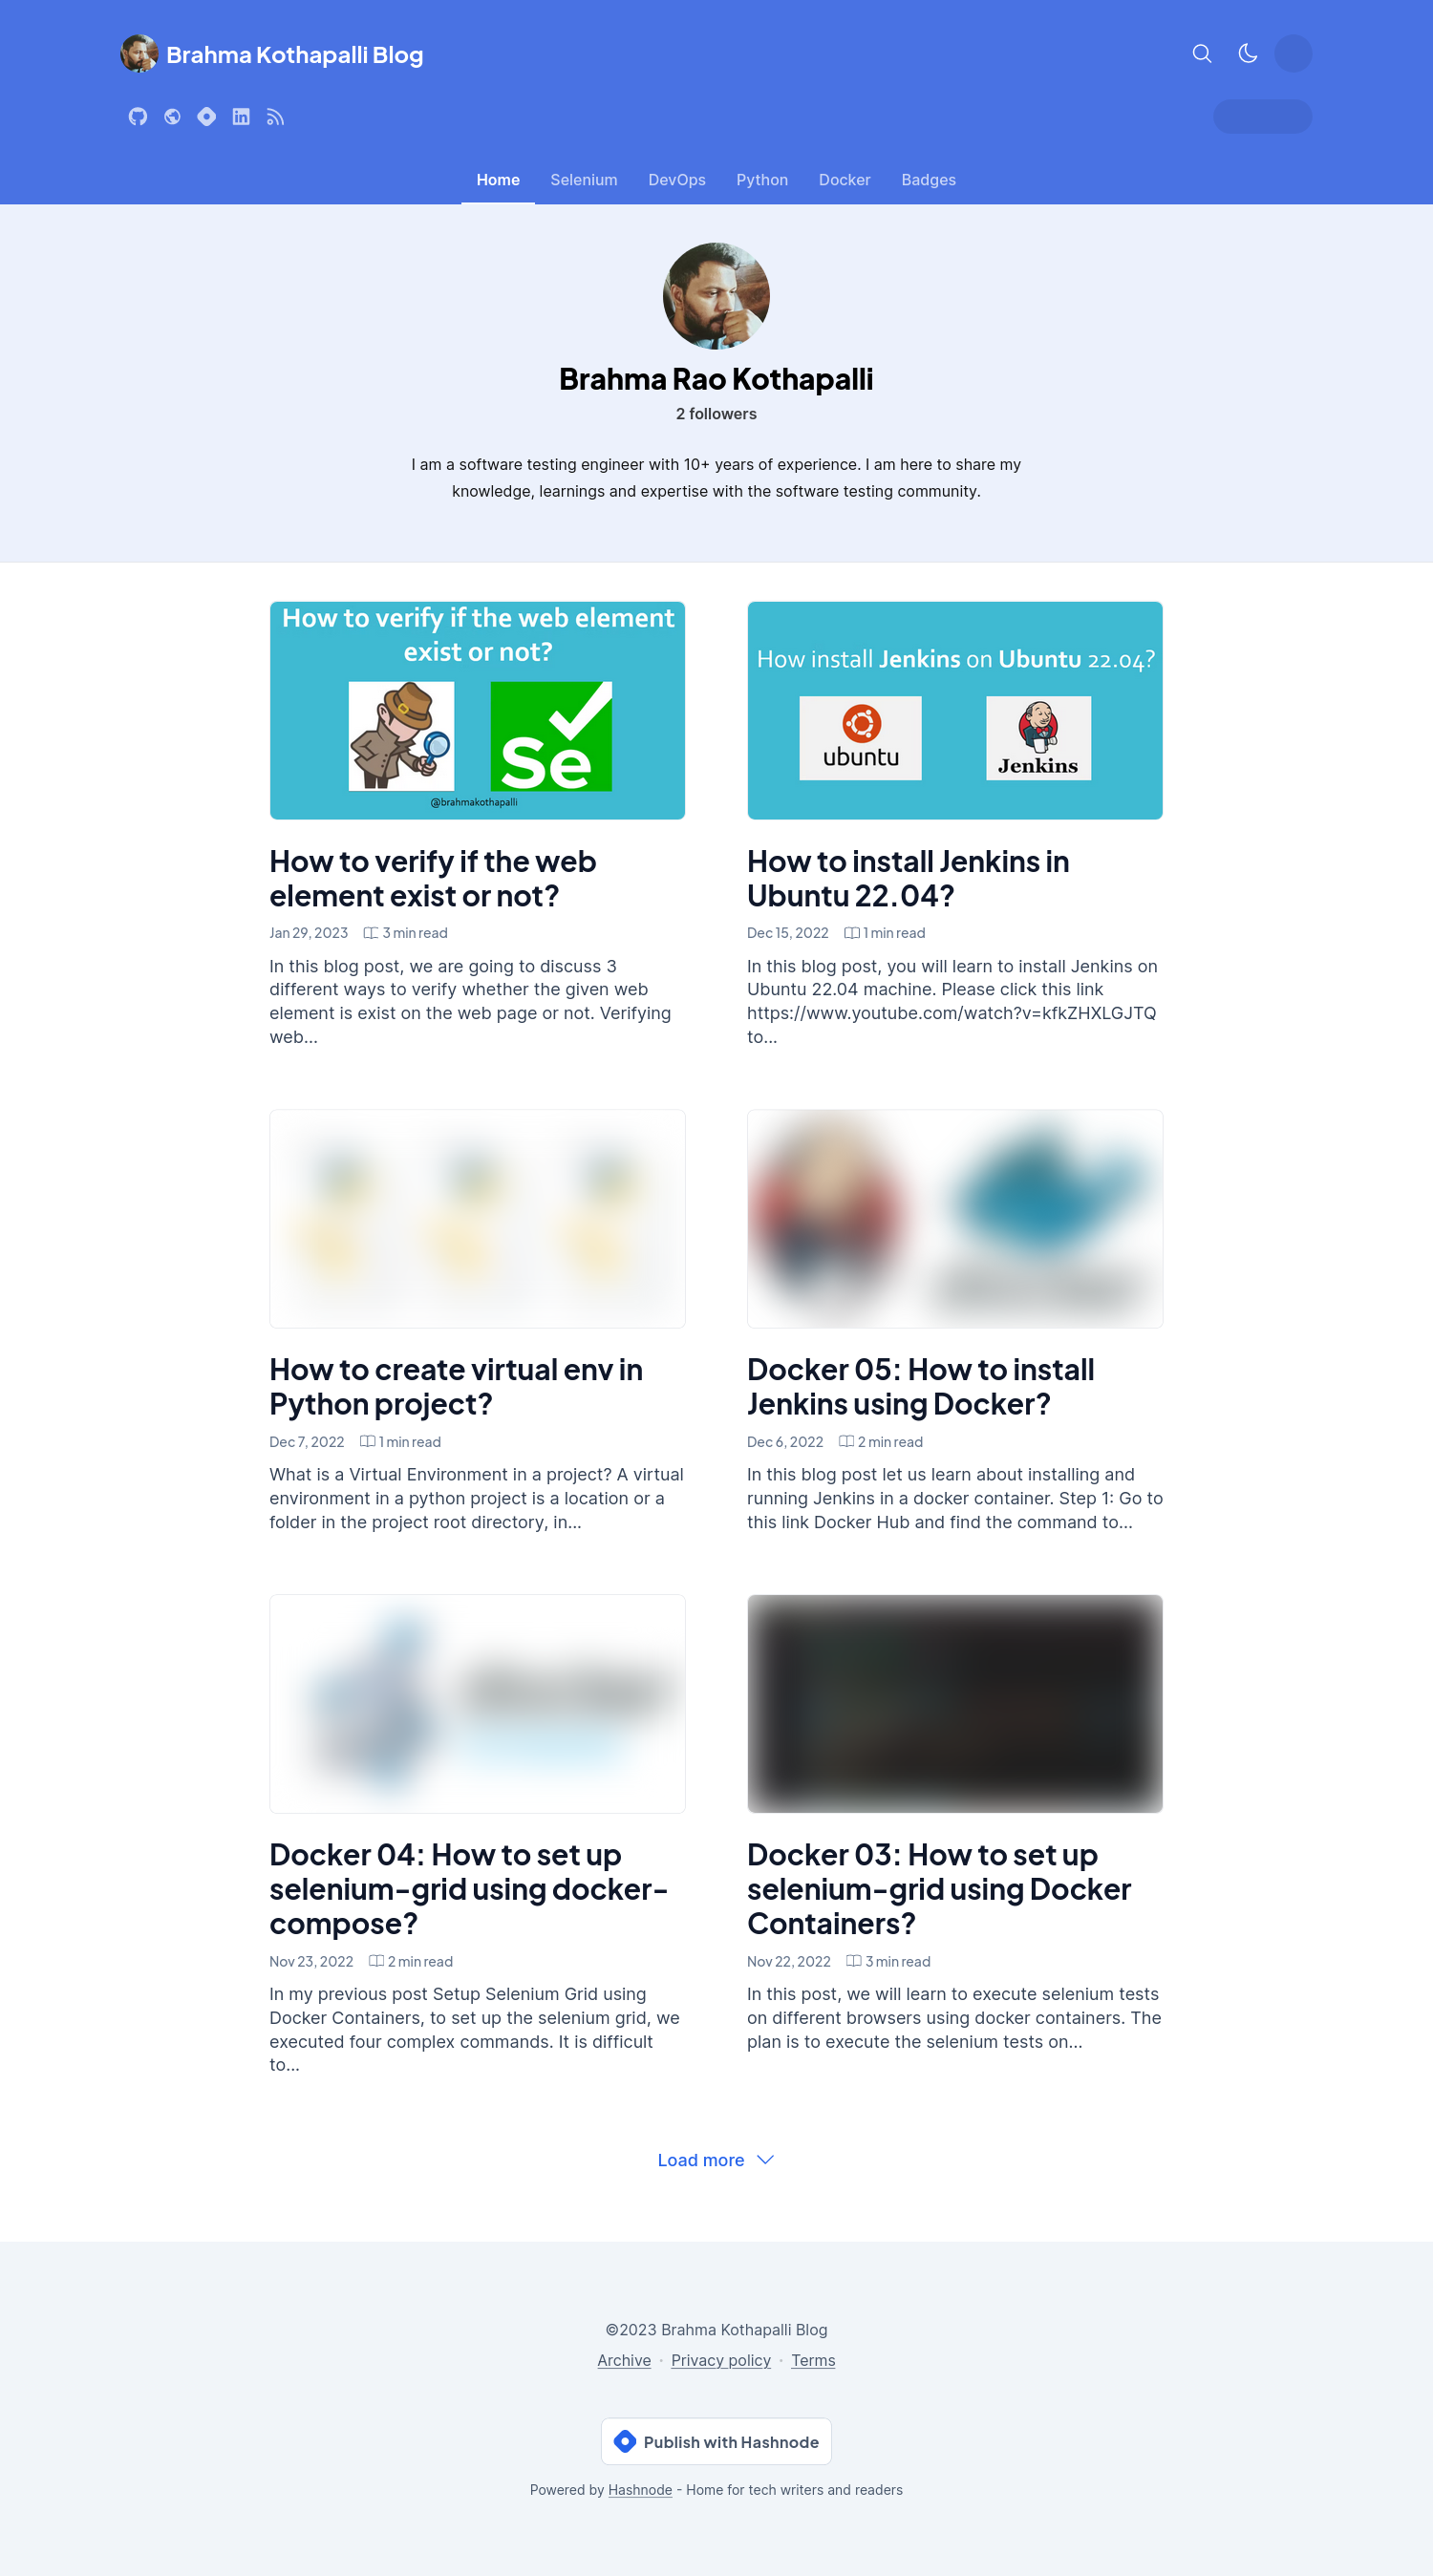 Brahma Kothapalli Blog
Home Selenium DevOps Python Docker Badges
Brahma Rao Kothapalli
2 followers
I am a software testing engineer with 10+ years of experience. I am here to share my
knowledge, learnings and expertise with the software testing community.
How to verify if the web element
exist or not?
Se
@brahmakothapalli
How install Jenkins on Ubuntu 22.04?
ubuntu
Jenkins
How to verify if the web
element exist or not?
Jan 29, 2023 3 min read
In this blog post, we are going to discuss 3
different ways to verify whether the given web
element is exist on the web page or not. Verifying
web...
How to install Jenkins in
Ubuntu 22.04?
Dec 15, 2022 1 min read
In this blog post, you will learn to install Jenkins on
Ubuntu 22.04 machine. Please click this link
https://www.youtube.com/watch?v=kfkZHXLGJTQ
to...
How to create virtual env in
Python project?
Dec 7, 2022 1 min read
What is a Virtual Environment in a project? A virtual
environment in a python project is a location or a
folder in the project root directory, in...
Docker 05: How to install
Jenkins using Docker?
Dec 6, 2022 2 min read
In this blog post let us learn about installing and
running Jenkins in a docker container. Step 1: Go to
this link Docker Hub and find the command to...
Docker 04: How to set up
selenium-grid using docker-
compose?
Nov 23, 2022 2 min read
In my previous post Setup Selenium Grid using
Docker Containers, to set up the selenium grid, we
executed four complex commands. It is difficult
to...
Docker 03: How to set up
selenium-grid using Docker
Containers?
Nov 22, 2022 3 min read
In this post, we will learn to execute selenium tests
on different browsers using docker containers. The
plan is to execute the selenium tests on...
Load more
©2023 Brahma Kothapalli Blog
Archive · Privacy policy · Terms
Publish with Hashnode
Powered by Hashnode - Home for tech writers and readers